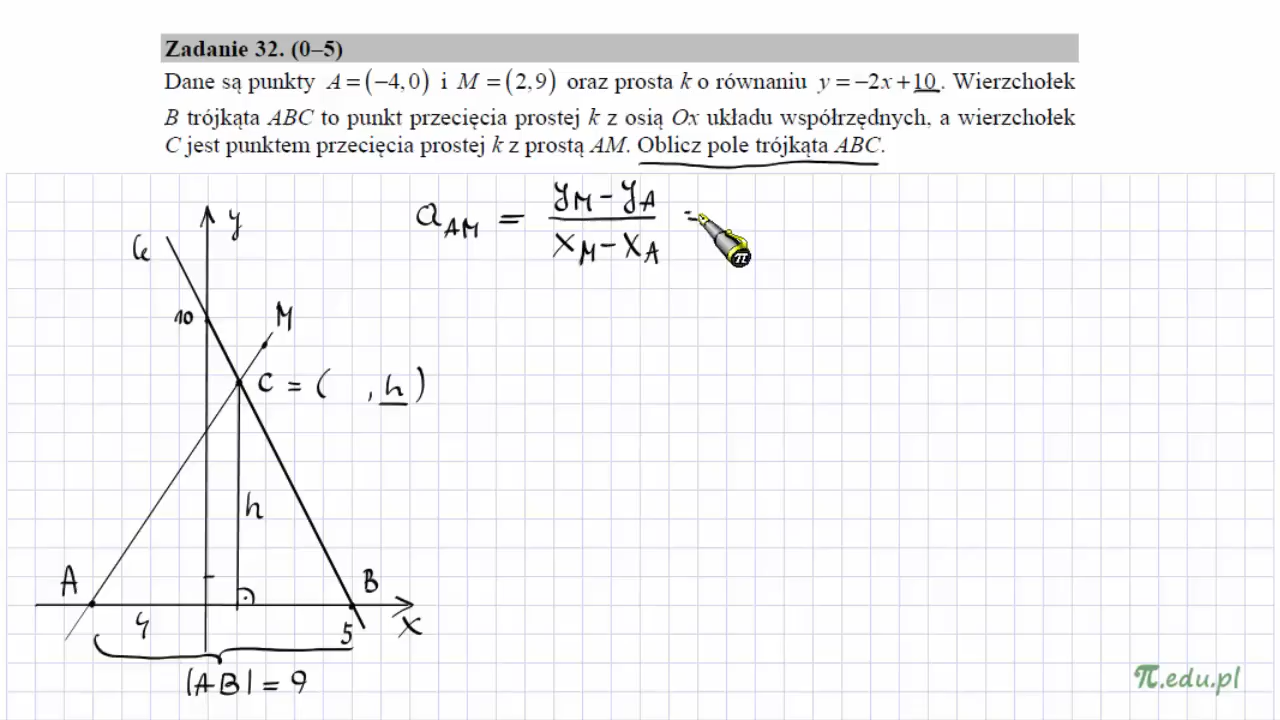 Zadanie 32. (0–5)
Dane są punkty A = (−4, 0) i M = (2, 9) oraz prosta k o równaniu y = −2x + 10. Wierzchołek
B trójkąta ABC to punkt przecięcia prostej k z osią Ox układu współrzędnych, a wierzchołek
C jest punktem przecięcia prostej k z prostą AM. Oblicz pole trójkąta ABC.
a_AM = (y_M − y_A) / (x_M − x_A) =
y
k
10
M
C = ( , h)
h
A
B
4
5
x
|AB| = 9
π
π.edu.pl